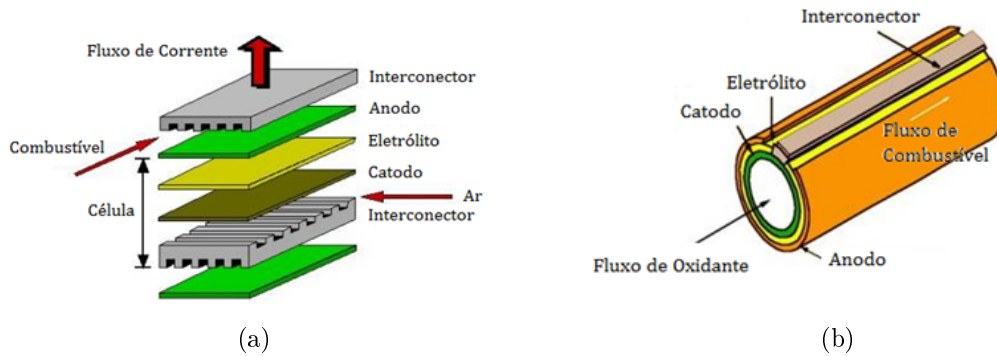 Fluxo de Corrente
Interconector
Anodo
Combustível
Eletrólito
Catodo
Célula
Ar
Interconector
(a)
Interconector
Eletrólito
Catodo
Fluxo de
Combustível
Fluxo de Oxidante
Anodo
(b)